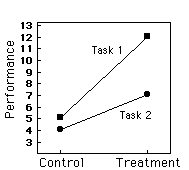 Performance
13
12
11
10
9
8
7
6
5
4
3
Task 1
Task 2
Control Treatment